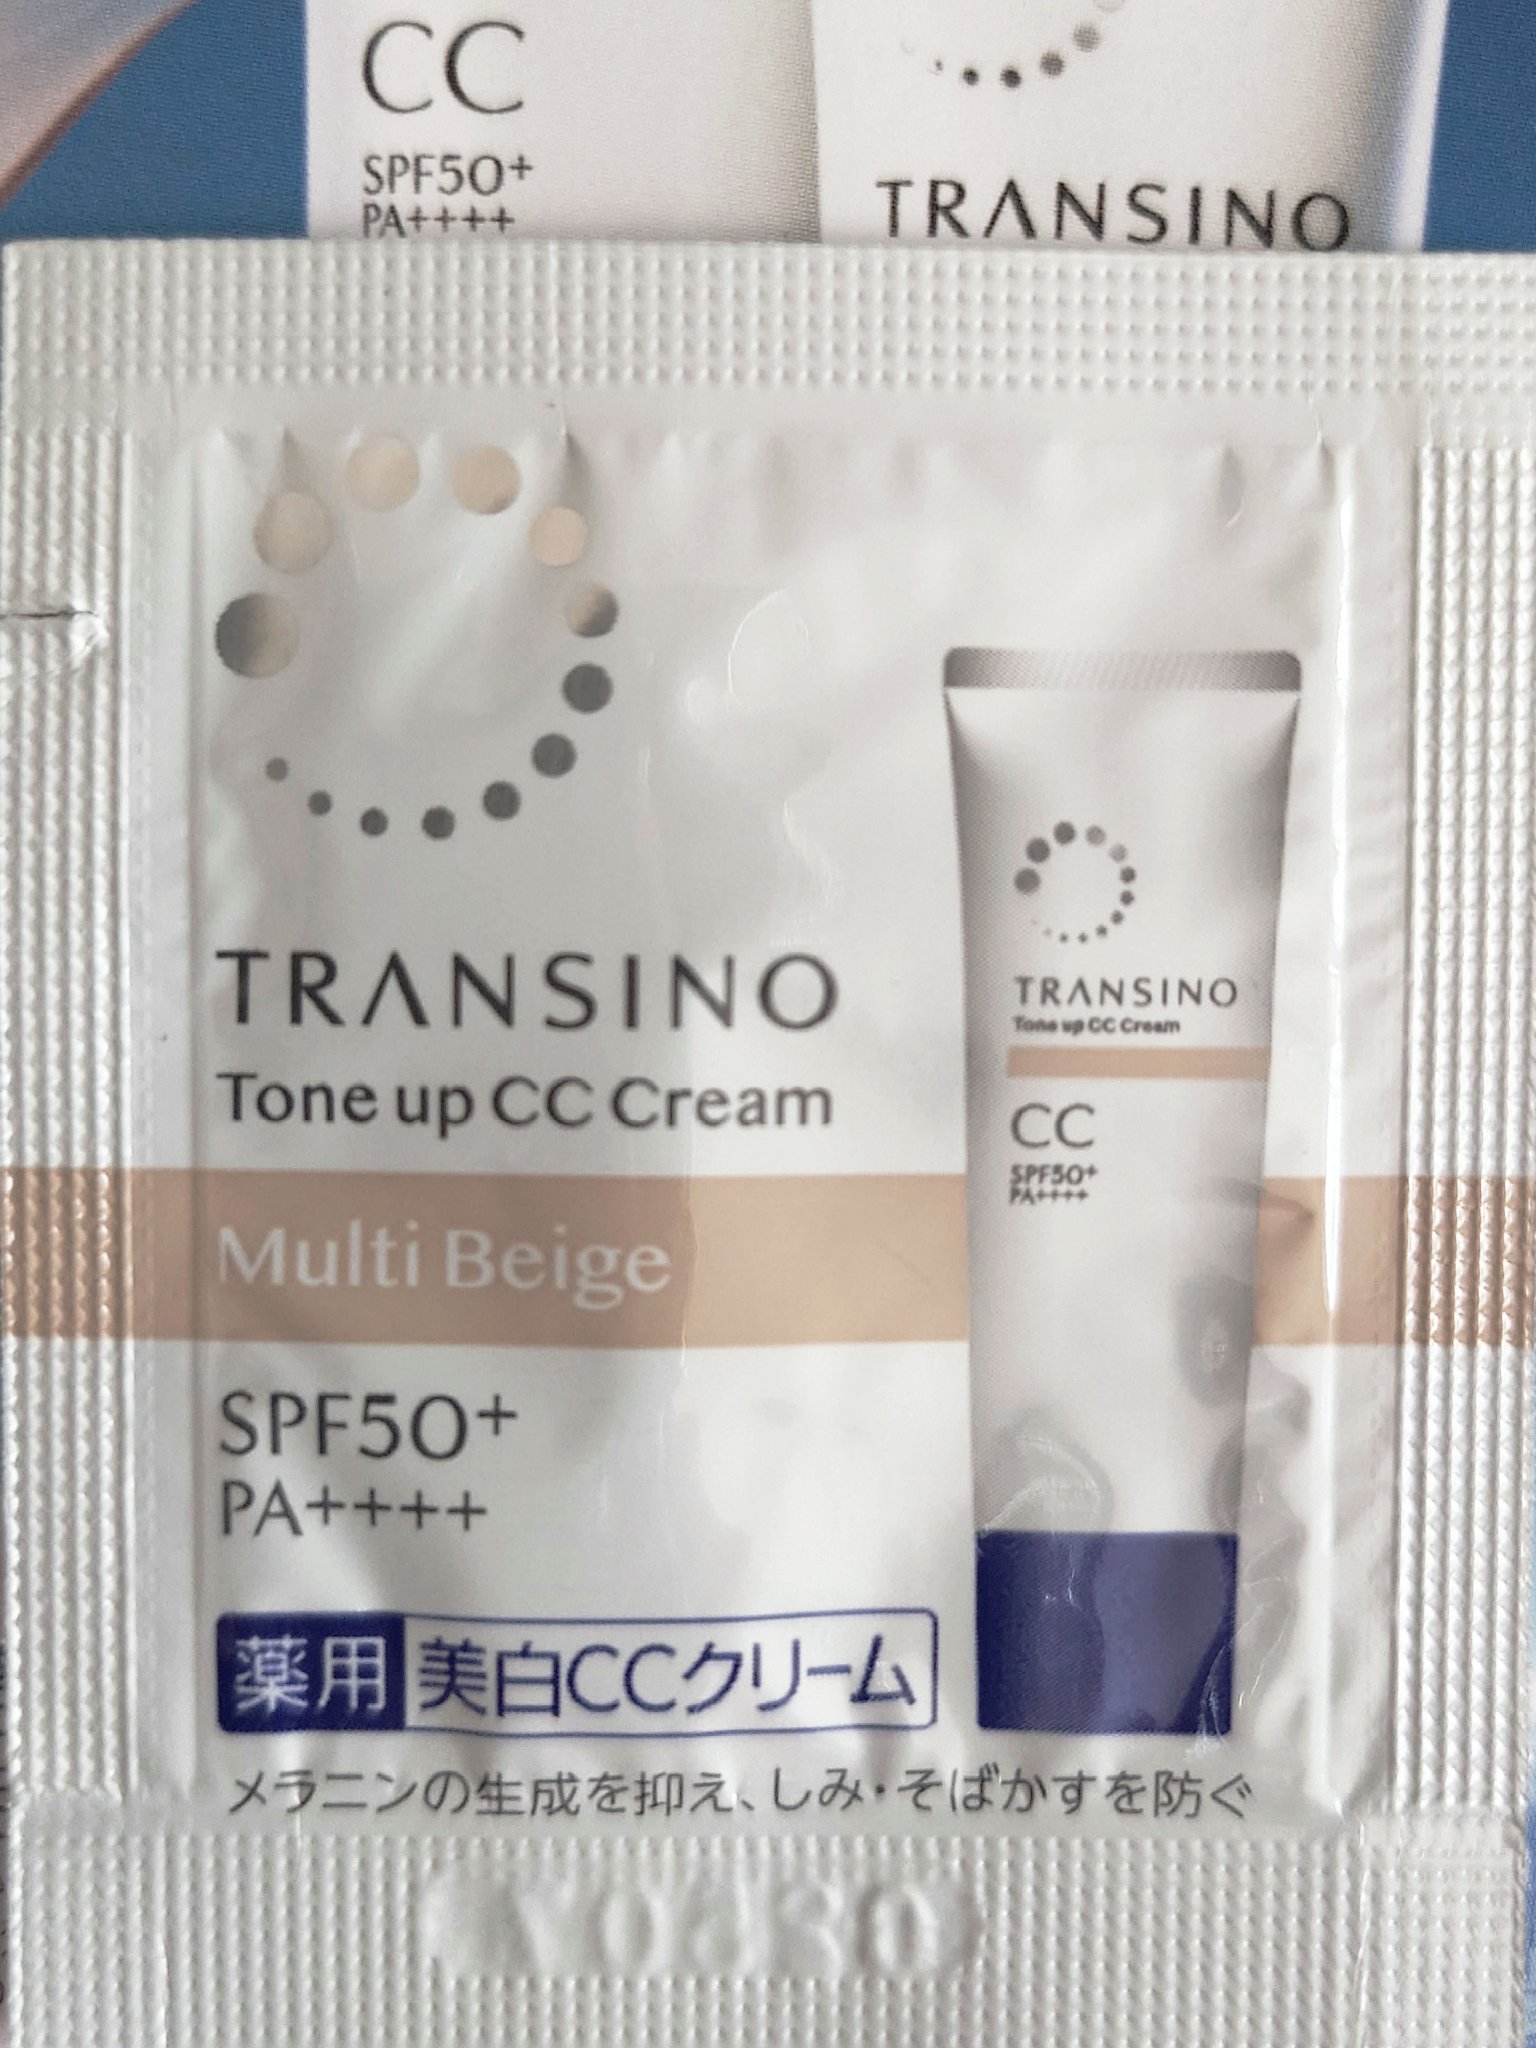 CC
SPF50+
PA++++
TRANSINO
TRANSINO
Tone up CC Cream
Multi Beige
SPF50+
PA++++
薬用 美白CCクリーム
メラニンの生成を抑え、しみ・そばかすを防ぐ
TRANSINO
Tone up CC Cream
CC
SPF50+
PA++++